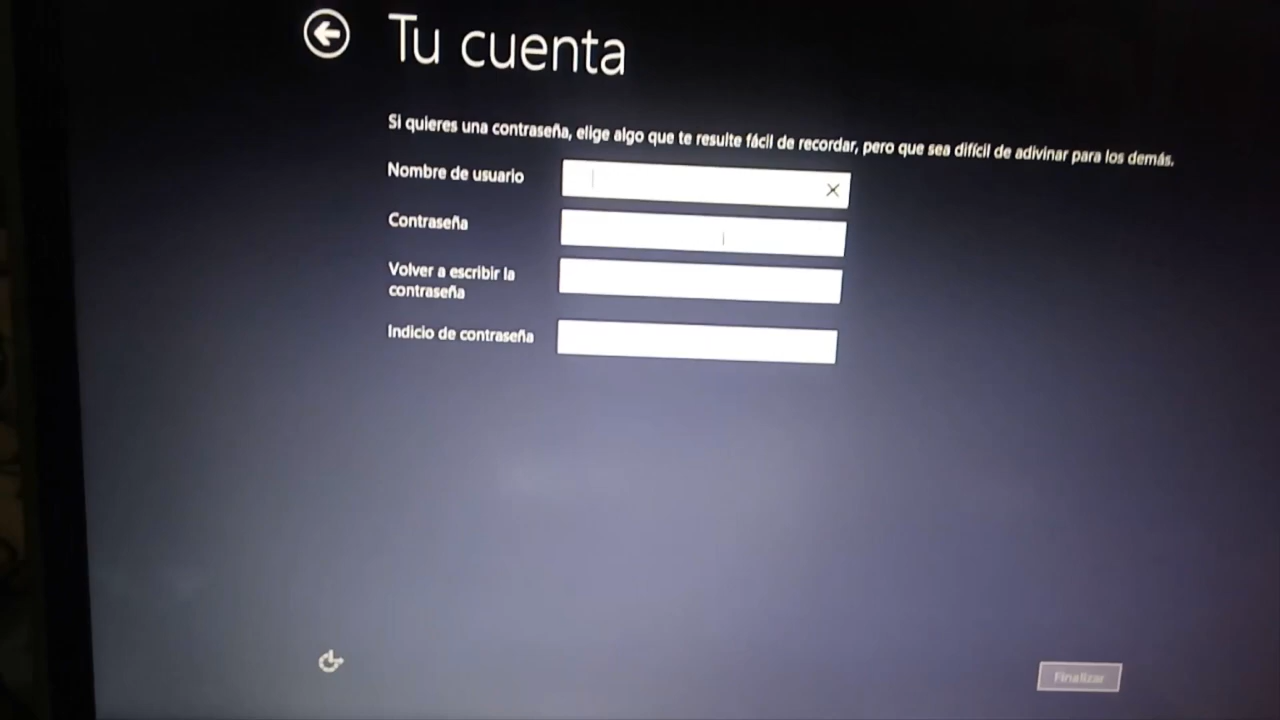 Tu cuenta
Si quieres una contraseña, elige algo que te resulte fácil de recordar, pero que sea difícil de adivinar para los demás.
Nombre de usuario
Contraseña
Volver a escribir la
contraseña
Indicio de contraseña
Finalizar